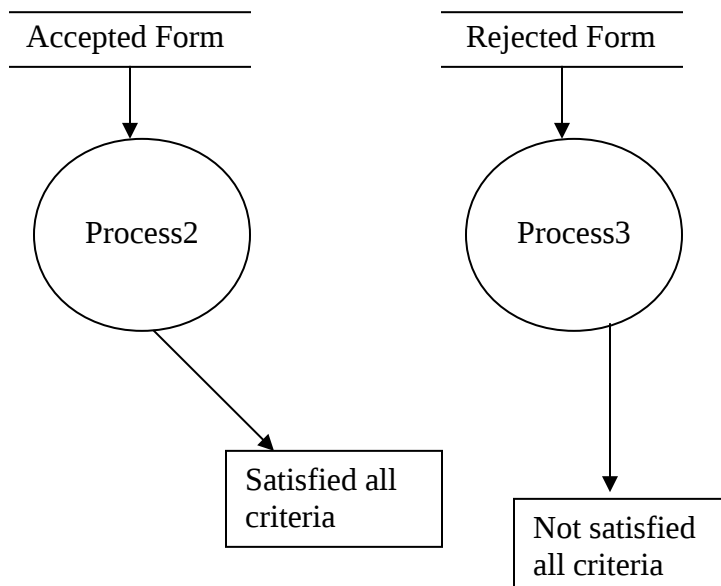 Accepted Form
Rejected Form
Process2
Process3
Satisfied all
criteria
Not satisfied
all criteria